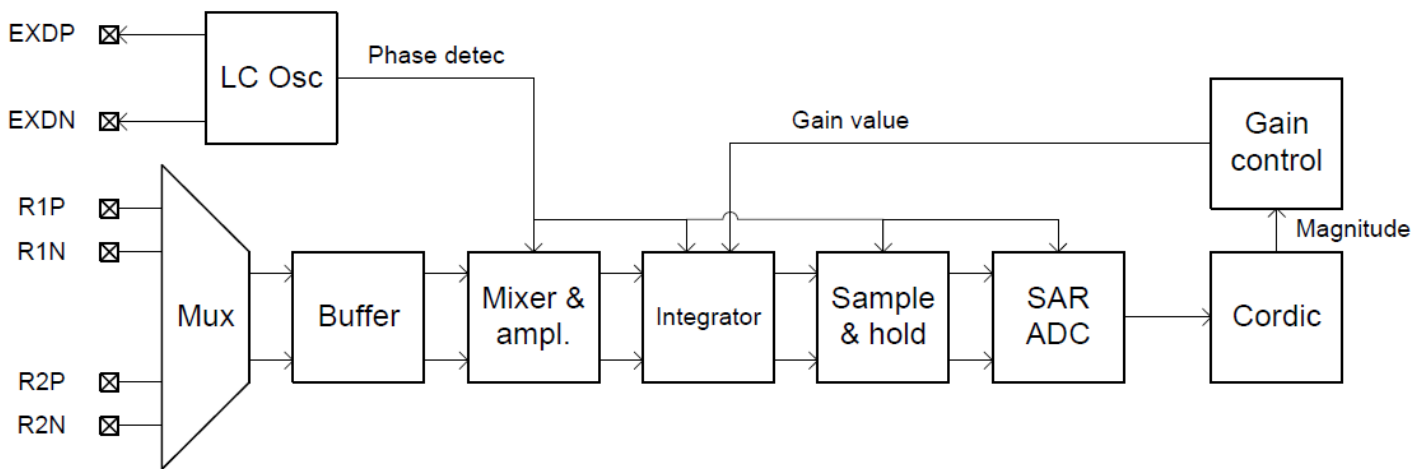 EXDP
LC Osc
Phase detec
EXDN
Gain value
Gain
control
R1P
R1N
Magnitude
Mux
Buffer
Mixer &
ampl.
Integrator
Sample
& hold
SAR
ADC
Cordic
R2P
R2N